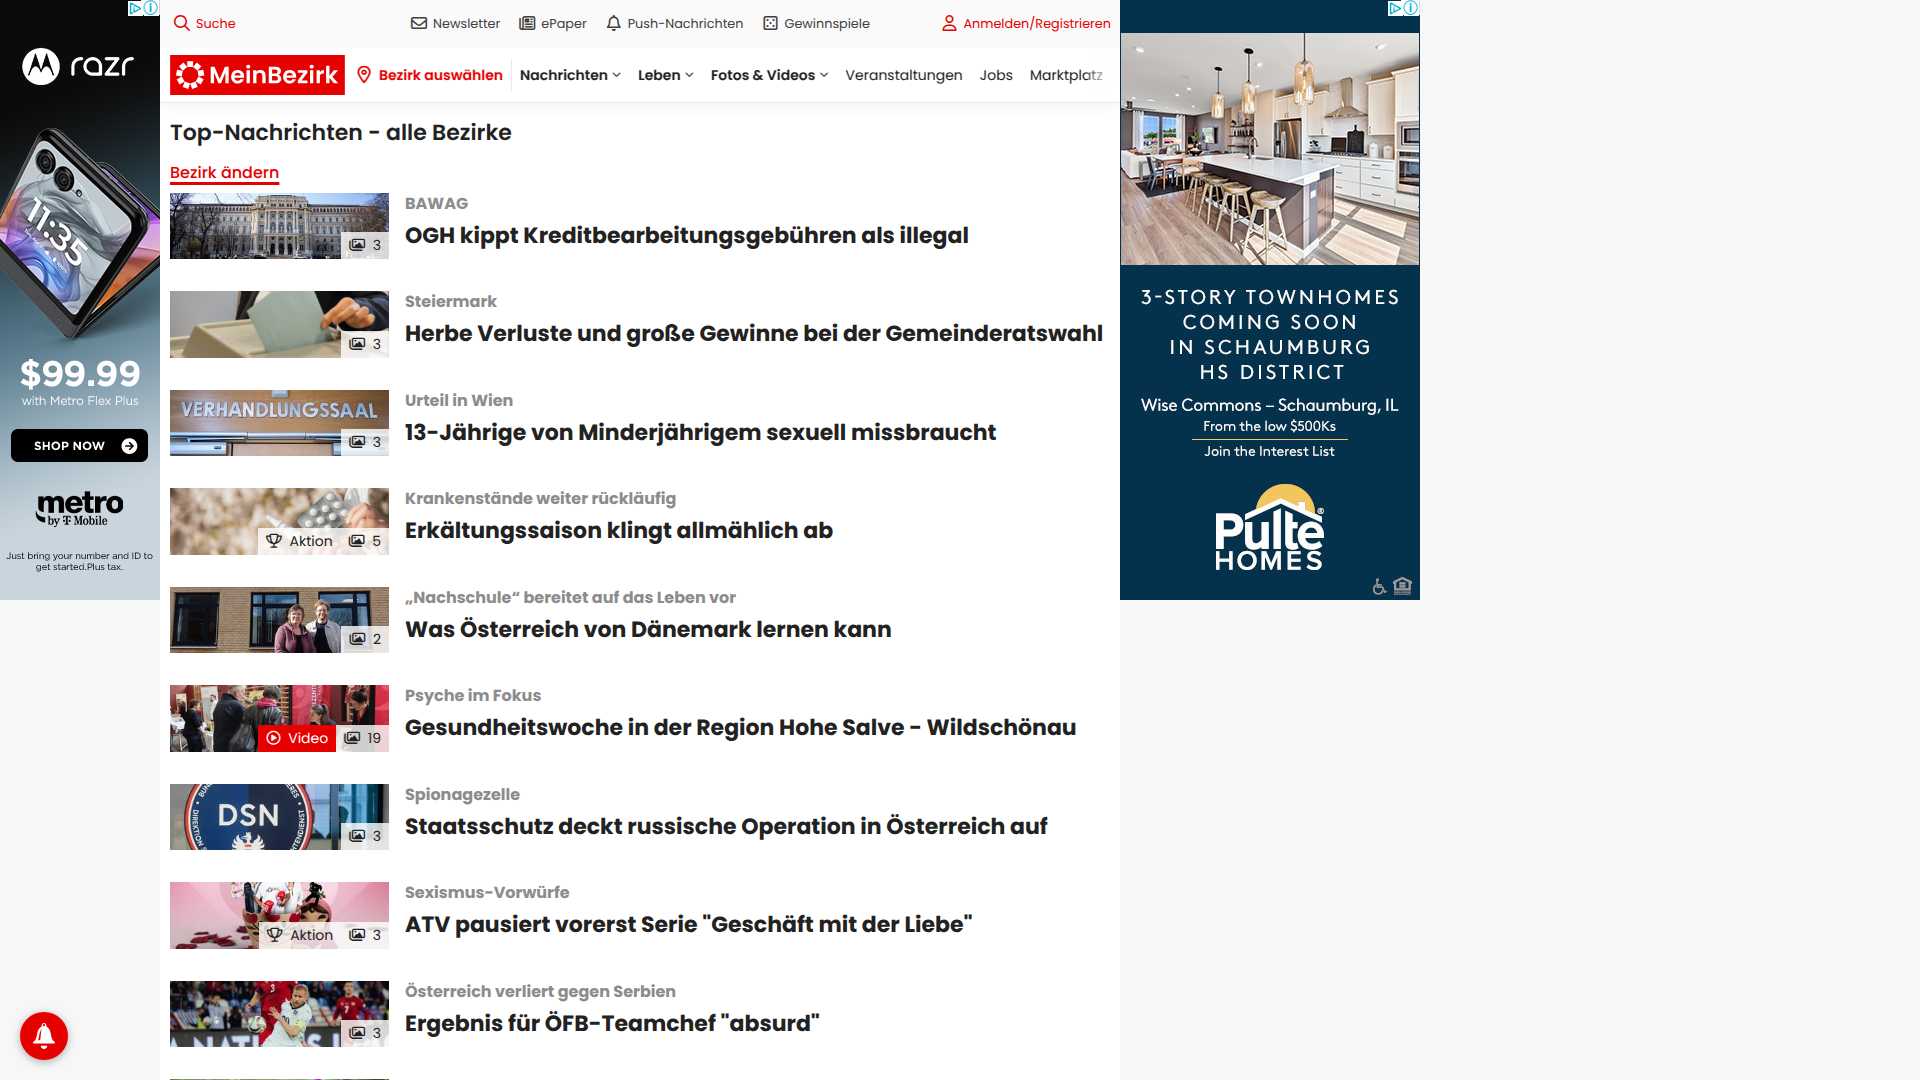 Suche
Newsletter
ePaper
Push-Nachrichten
Gewinnspiele
Anmelden/Registrieren
MeinBezirk
Bezirk auswählen
Nachrichten
Leben
Fotos & Videos
Veranstaltungen
Jobs
Marktplatz
Top-Nachrichten - alle Bezirke
Bezirk ändern
3
BAWAG
OGH kippt Kreditbearbeitungsgebühren als illegal
3
Steiermark
Herbe Verluste und große Gewinne bei der Gemeinderatswahl
VERHANDLUNGSSAAL
3
Urteil in Wien
13-Jährige von Minderjährigem sexuell missbraucht
Aktion
5
Krankenstände weiter rückläufig
Erkältungssaison klingt allmählich ab
2
„Nachschule“ bereitet auf das Leben vor
Was Österreich von Dänemark lernen kann
Video
19
Psyche im Fokus
Gesundheitswoche in der Region Hohe Salve - Wildschönau
DSN
3
Spionagezelle
Staatsschutz deckt russische Operation in Österreich auf
Aktion
3
Sexismus-Vorwürfe
ATV pausiert vorerst Serie "Geschäft mit der Liebe"
3
Österreich verliert gegen Serbien
Ergebnis für ÖFB-Teamchef "absurd"
razr
11:35
$99.99
with Metro Flex Plus
SHOP NOW
metro
by T Mobile
Just bring your number and ID to
get started.Plus tax.
3-STORY TOWNHOMES
COMING SOON
IN SCHAUMBURG
HS DISTRICT
Wise Commons – Schaumburg, IL
From the low $500Ks
Join the Interest List
Pulte®
HOMES